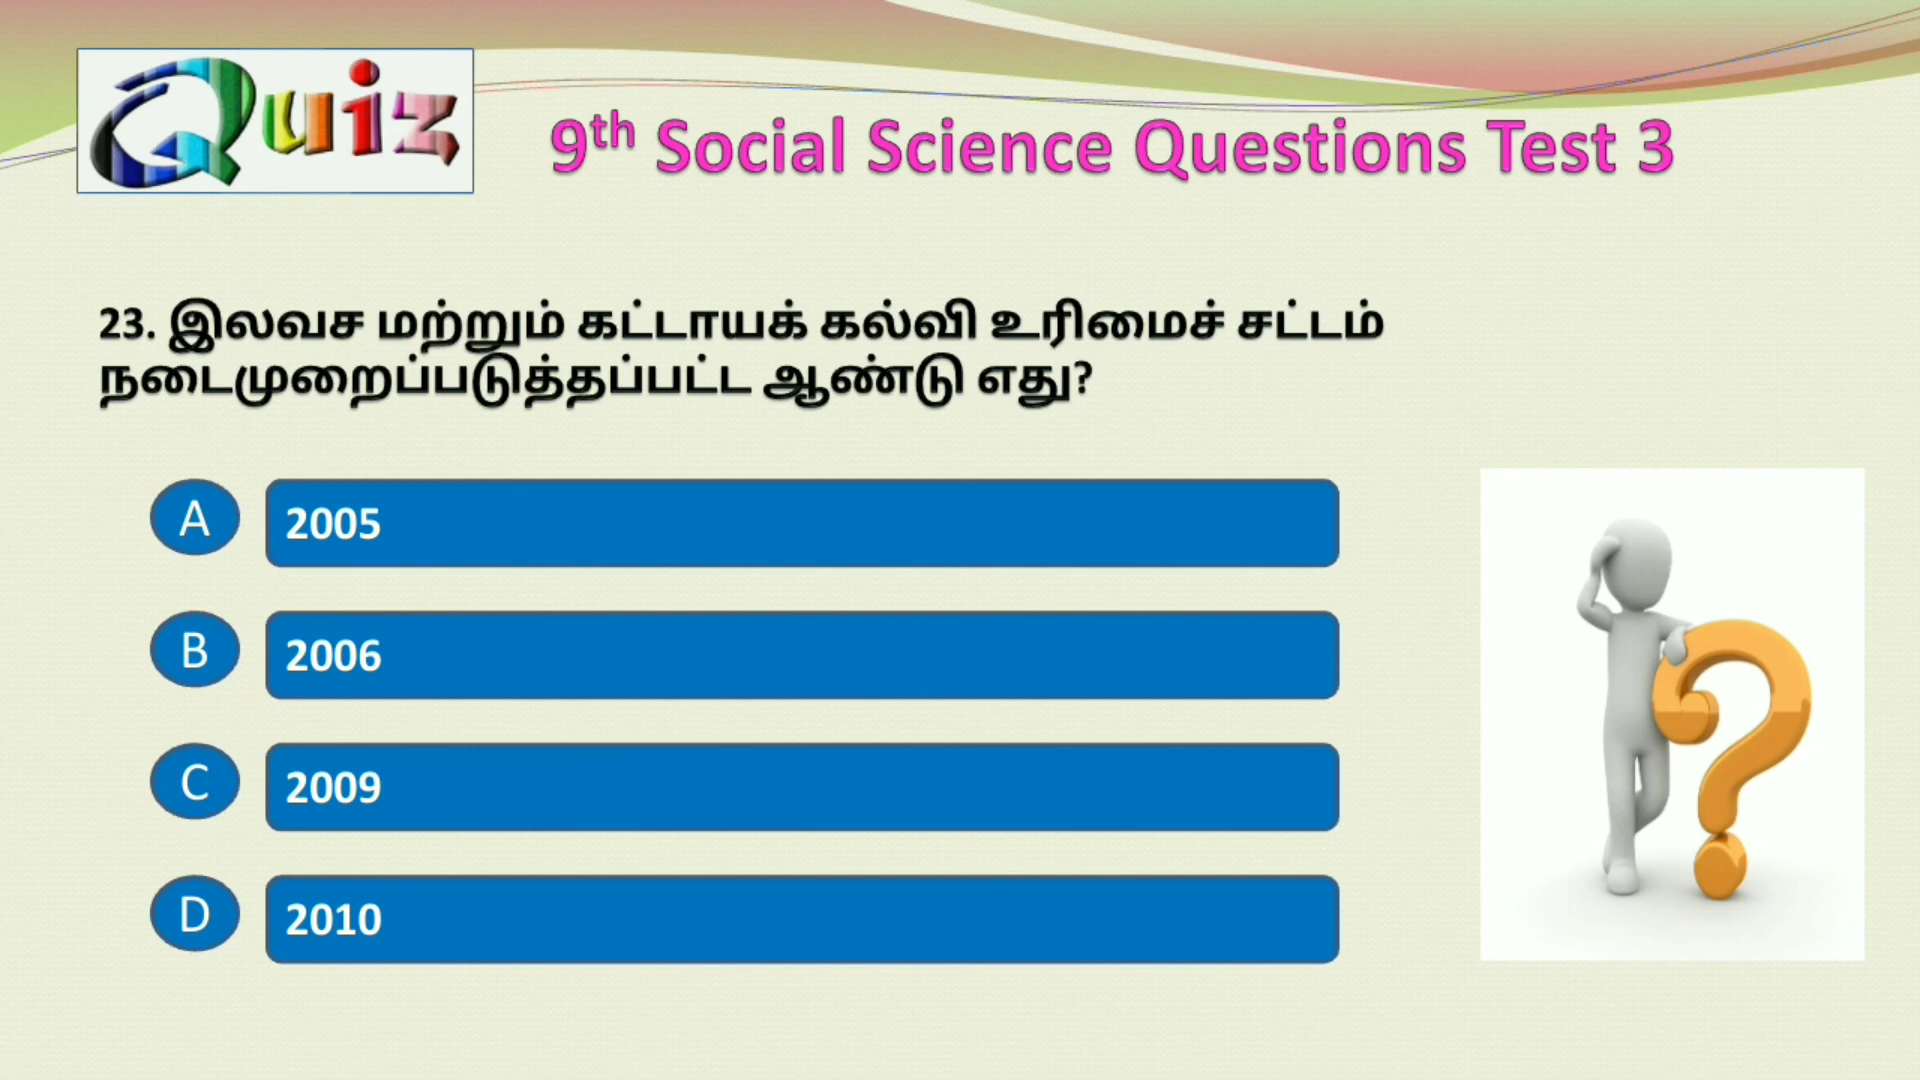 Quiz
9th Social Science Questions Test 3
23. இலவச மற்றும் கட்டாயக் கல்வி உரிமைச் சட்டம்
நடைமுறைப்படுத்தப்பட்ட ஆண்டு எது?
A 2005
B 2006
C 2009
D 2010